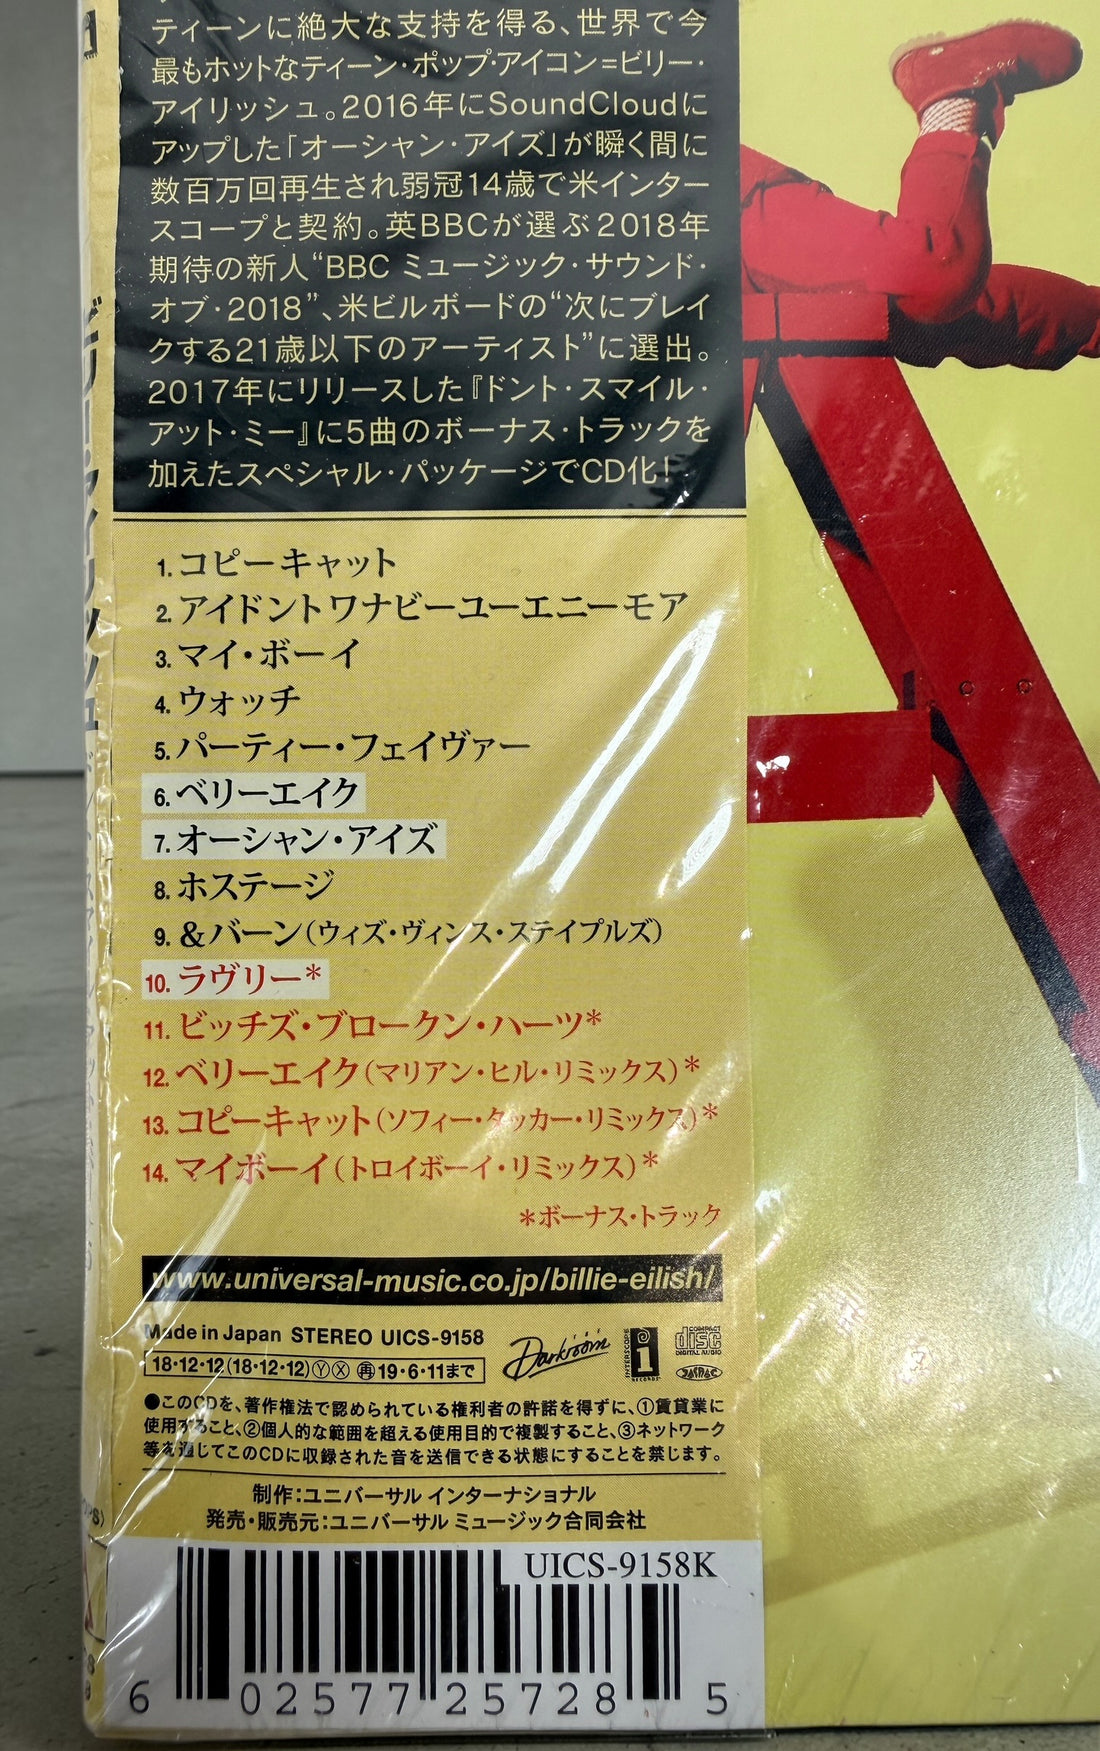 ティーンに絶大な支持を得る、世界で今
最もホットなティーン・ポップ・アイコン=ビリー・
アイリッシュ。2016年にSoundCloudに
アップした「オーシャン・アイズ」が瞬く間に
数百万回再生され弱冠14歳で米インター
スコープと契約。英BBCが選ぶ2018年
期待の新人“BBC ミュージック・サウンド・
オブ・2018”、米ビルボードの“次にブレイ
クする21歳以下のアーティスト”に選出。
2017年にリリースした『ドント・スマイル・
アット・ミー』に5曲のボーナス・トラックを
加えたスペシャル・パッケージでCD化!
1. コピーキャット
2. アイドントワナビーユーエニーモア
3. マイ・ボーイ
4. ウォッチ
5. パーティー・フェイヴァー
6. ベリーエイク
7. オーシャン・アイズ
8. ホステージ
9. &バーン(ウィズ・ヴィンス・ステイプルズ)
10. ラヴリー*
11. ビッチズ・ブロークン・ハーツ*
12. ベリーエイク(マリアン・ヒル・リミックス)*
13. コピーキャット(ソフィー・タッカー・リミックス)*
14. マイボーイ(トロイボーイ・リミックス)*
*ボーナス・トラック
www.universal-music.co.jp/billie-eilish/
Made in Japan STEREO UICS-9158
18・12・12(18・12・12)Ⓨ Ⓧ ㊢19・6・11まで
Darkroom
INTERSCOPE RECORDS
COMPACT disc DIGITAL AUDIO
●このCDを、著作権法で認められている権利者の許諾を得ずに、①賃貸業に
使用すること、②個人的な範囲を超える使用目的で複製すること、③ネットワーク
等を通じてこのCDに収録された音を送信できる状態にすることを禁じます。
制作:ユニバーサル インターナショナル
発売・販売元:ユニバーサル ミュージック合同会社
UICS-9158K
6 02577 25728 5
ビリー・アイリッシュ